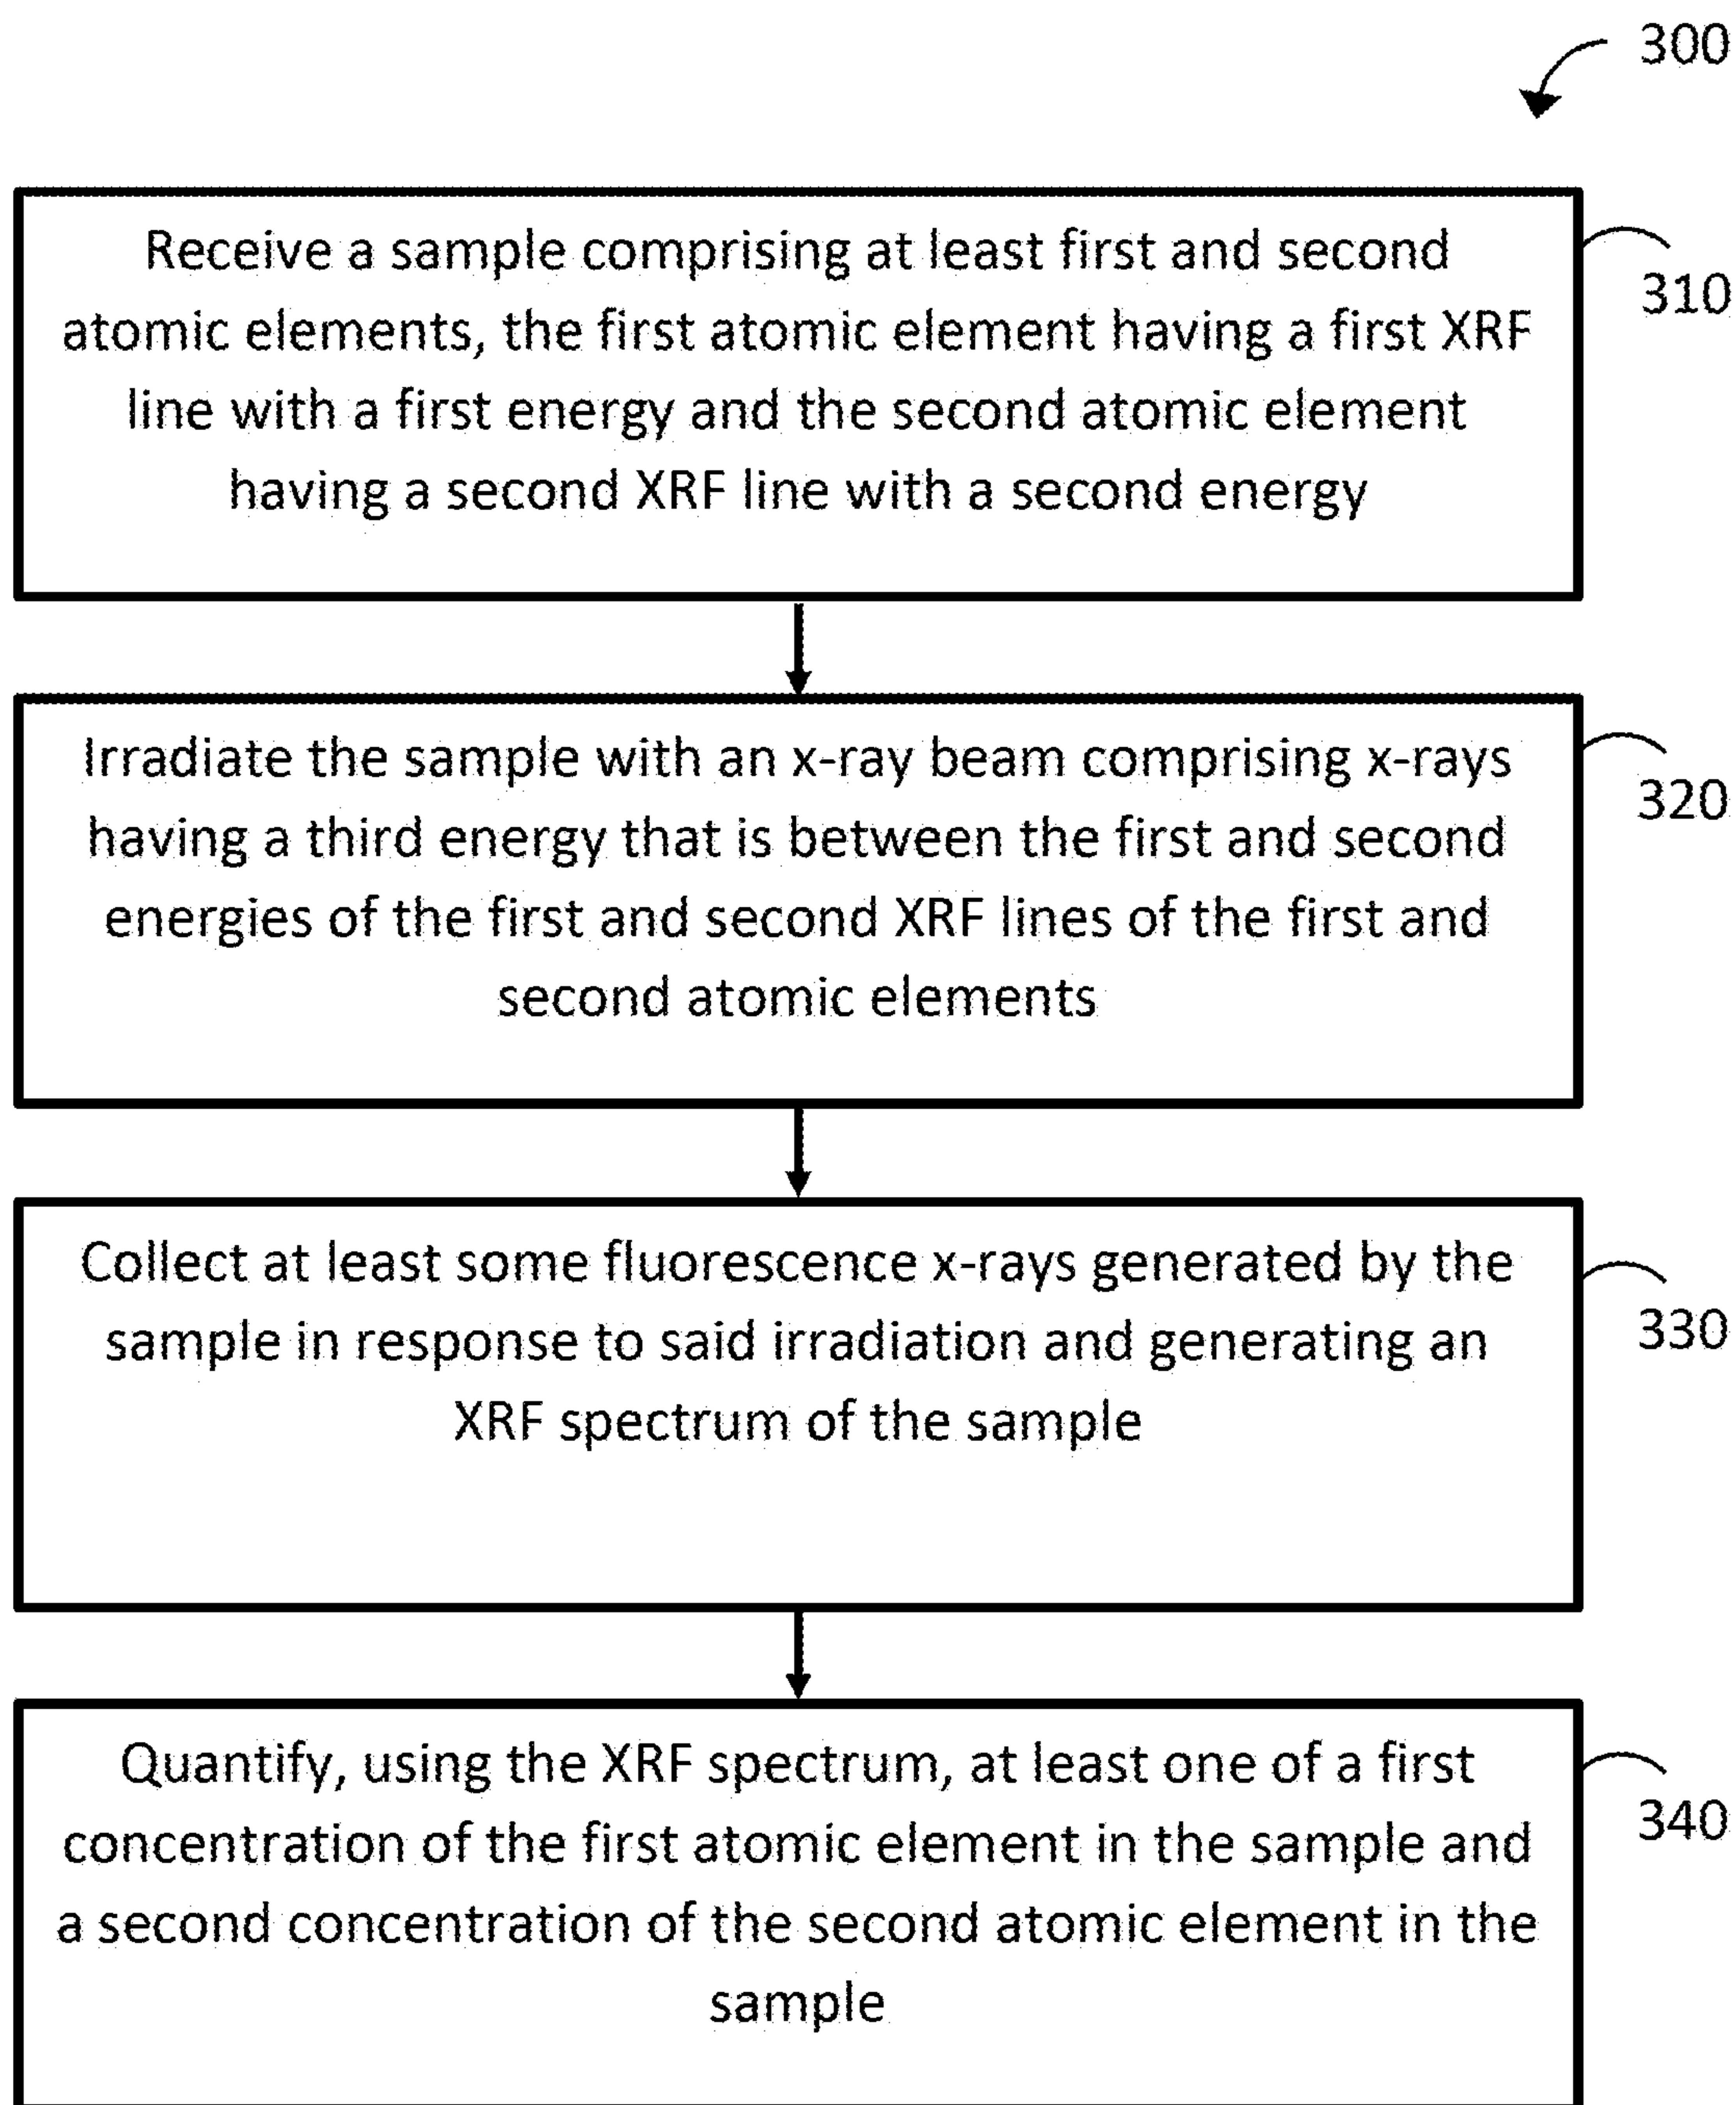 300
Receive a sample comprising at least first and second
atomic elements, the first atomic element having a first XRF
line with a first energy and the second atomic element
having a second XRF line with a second energy
310
Irradiate the sample with an x-ray beam comprising x-rays
having a third energy that is between the first and second
energies of the first and second XRF lines of the first and
second atomic elements
320
Collect at least some fluorescence x-rays generated by the
sample in response to said irradiation and generating an
XRF spectrum of the sample
330
Quantify, using the XRF spectrum, at least one of a first
concentration of the first atomic element in the sample and
a second concentration of the second atomic element in the
sample
340